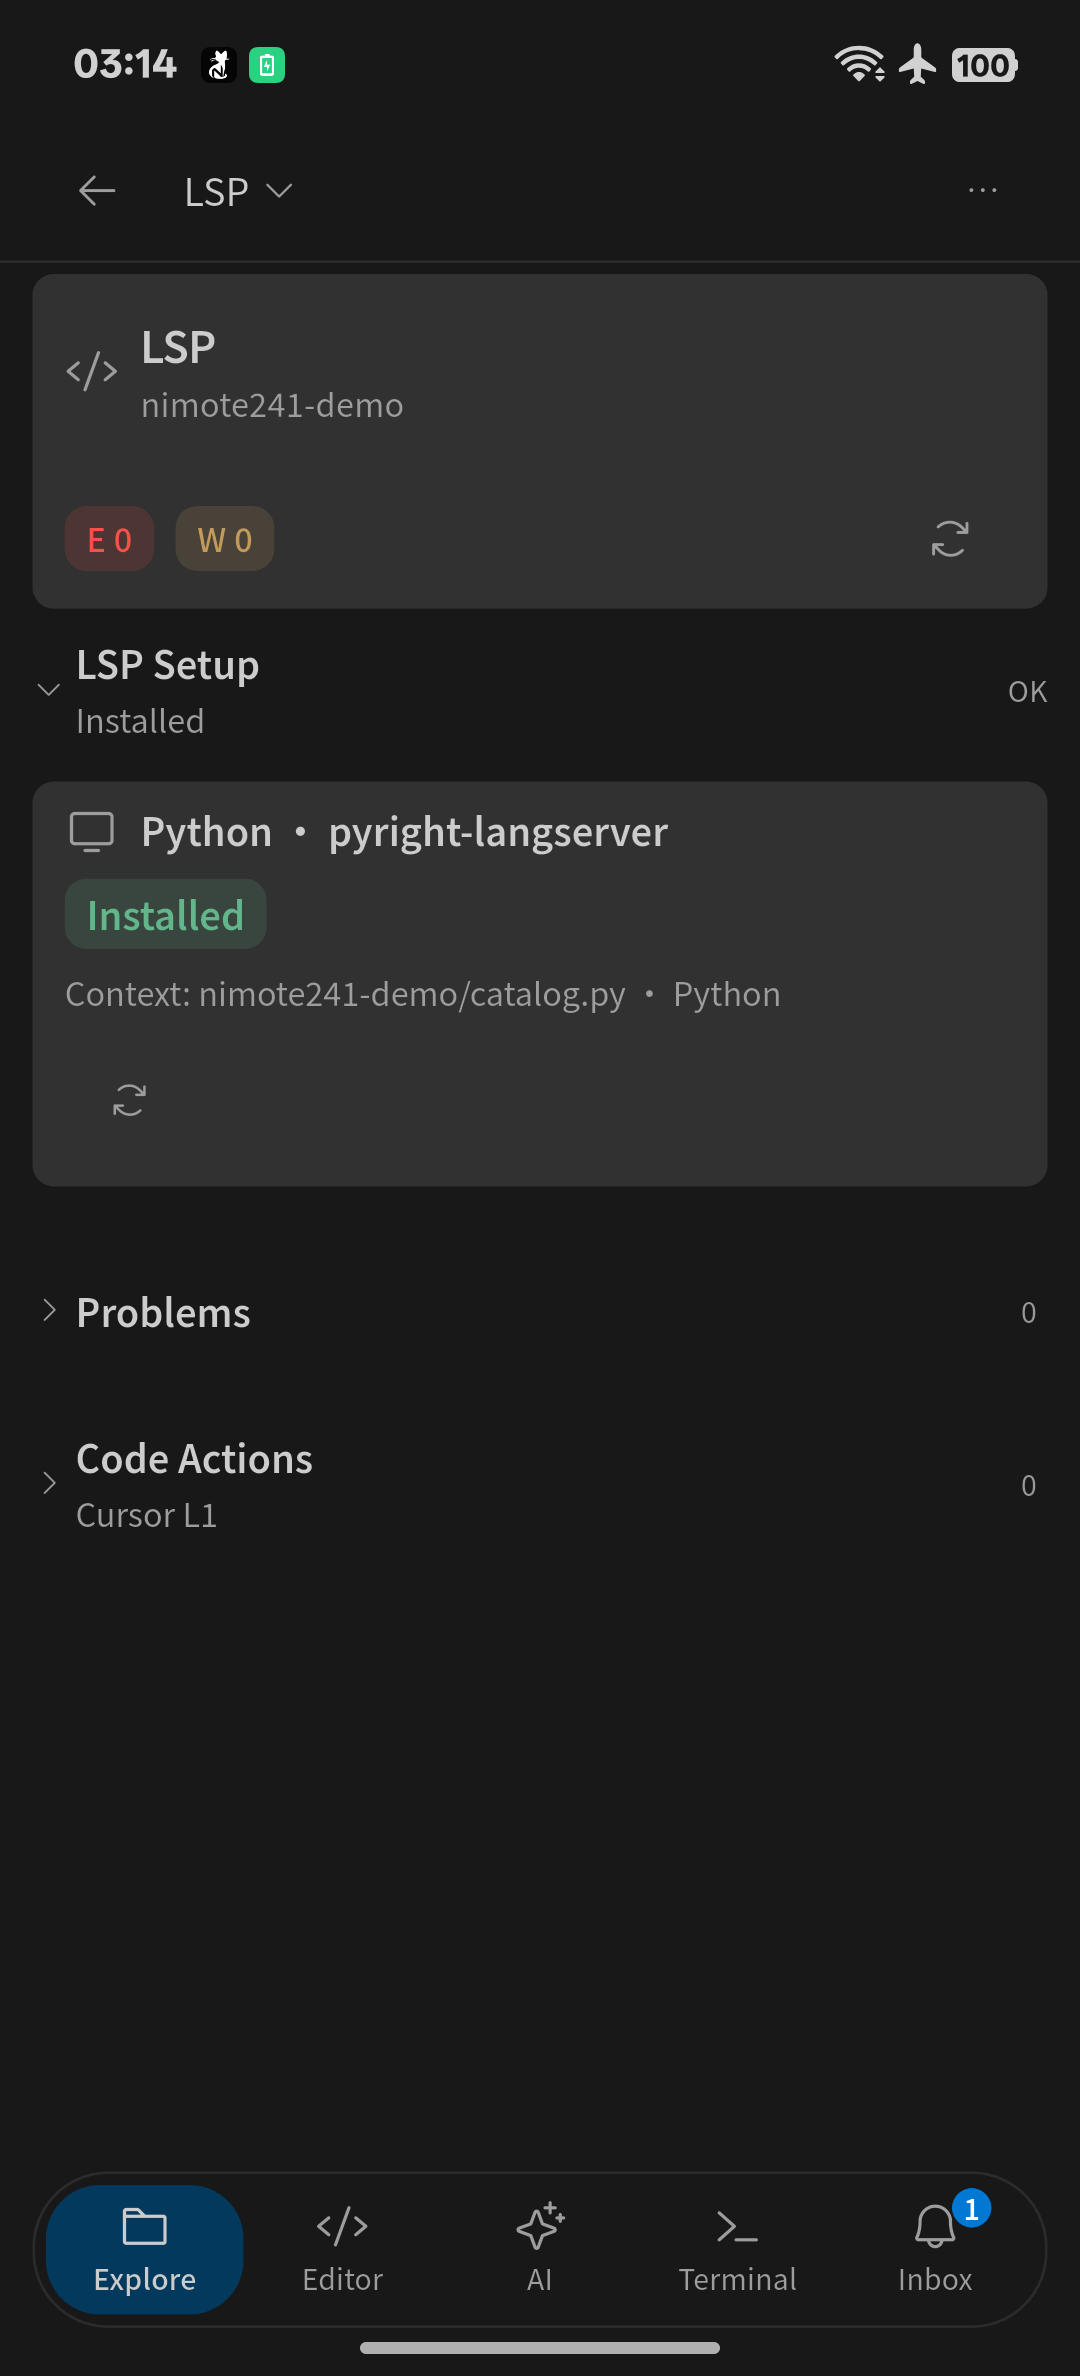 03:14
100
LSP
LSP
nimote241-demo
E 0
W 0
LSP Setup
Installed
OK
Python • pyright-langserver
Installed
Context: nimote241-demo/catalog.py • Python
Problems
0
Code Actions
Cursor L1
0
1
Explore
Editor
AI
Terminal
Inbox